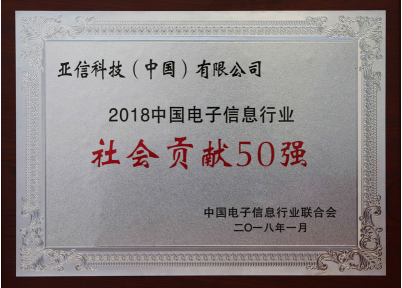 亚信科技（中国）有限公司
2018中国电子信息行业
社会贡献50强
中国电子信息行业联合会
二〇一八年一月